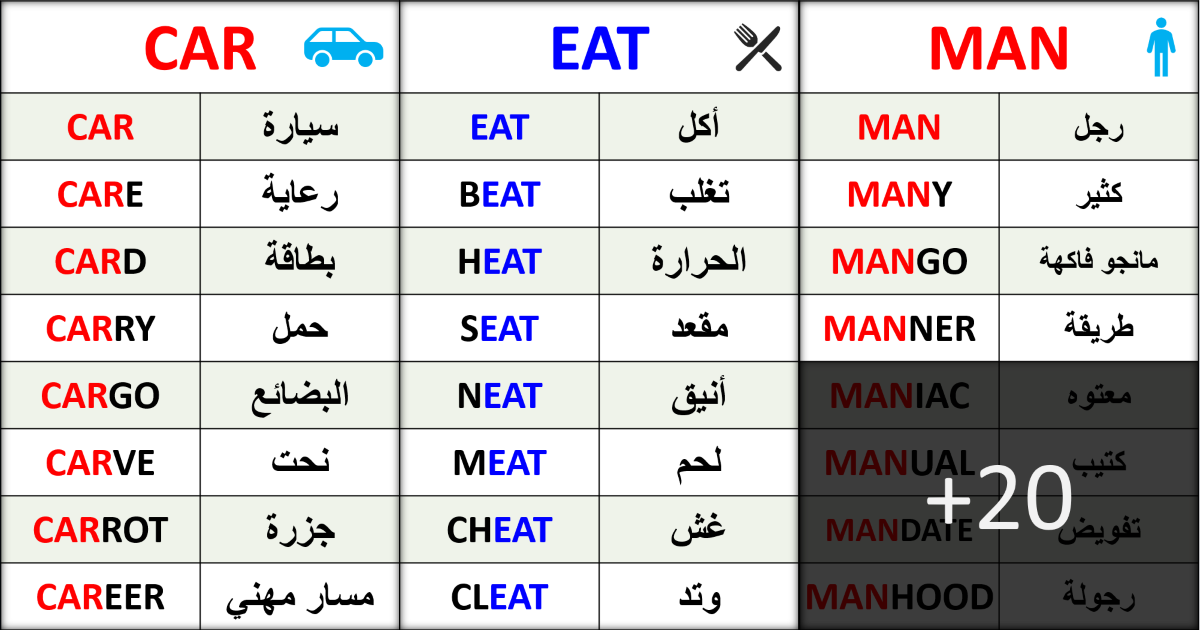 CAR EAT MAN
CAR سيارة EAT أكل MAN رجل
CARE رعاية BEAT تغلب MANY كثير
CARD بطاقة HEAT الحرارة MANGO مانجو فاكهة
CARRY حمل SEAT مقعد MANNER طريقة
CARGO البضائع NEAT أنيق MANIAC معتوه
CARVE نحت MEAT لحم MANUAL كتيب
+20
CARROT جزرة CHEAT غش MANDATE تفويض
CAREER مسار مهني CLEAT وتد MANHOOD رجولة